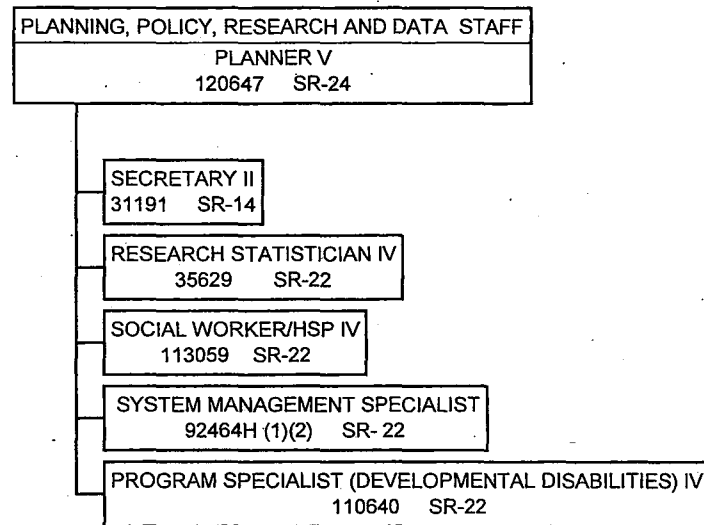 PLANNING, POLICY, RESEARCH AND DATA STAFF
PLANNER V
120647 SR-24
SECRETARY II
31191 SR-14
RESEARCH STATISTICIAN IV
35629 SR-22
SOCIAL WORKER/HSP IV
113059 SR-22
SYSTEM MANAGEMENT SPECIALIST
92464H (1)(2) SR- 22
PROGRAM SPECIALIST (DEVELOPMENTAL DISABILITIES) IV
110640 SR-22